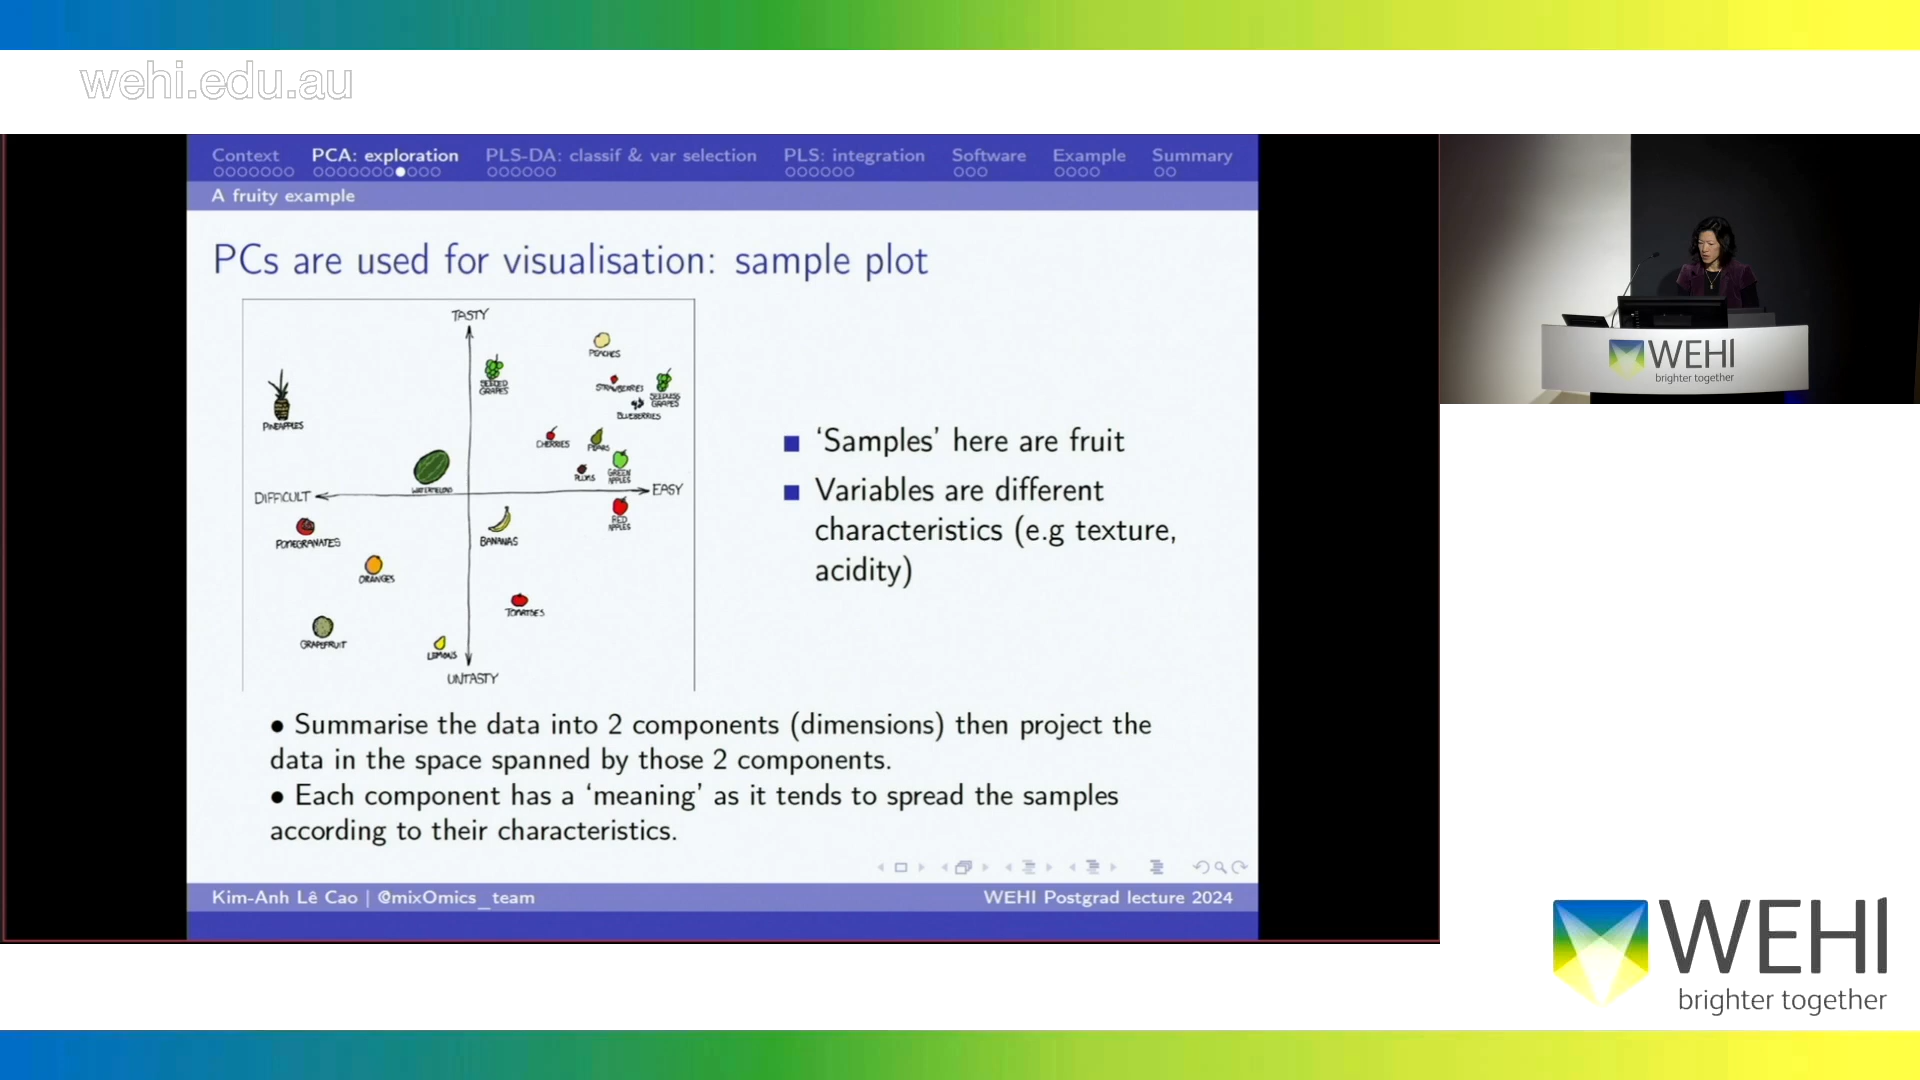 wehi.edu.au
Context
PCA: exploration
PLS-DA: classif & var selection
PLS: integration
Software
Example
Summary
A fruity example
PCs are used for visualisation: sample plot
TASTY
PEACHES
SEEDED
GRAPES
STRAWBERRIES
SEEDLESS
GRAPES
BLUEBERRIES
PINEAPPLES
CHERRIES
PEARS
PLUMS
GREEN
APPLES
WATERMELONS
DIFFICULT
EASY
RED
APPLES
POMEGRANATES
BANANAS
ORANGES
TOMATOES
GRAPEFRUIT
LEMONS
UNTASTY
‘Samples’ here are fruit
Variables are different
characteristics (e.g texture,
acidity)
• Summarise the data into 2 components (dimensions) then project the
data in the space spanned by those 2 components.
• Each component has a ‘meaning’ as it tends to spread the samples
according to their characteristics.
Kim-Anh Lê Cao | @mixOmics_team
WEHI Postgrad lecture 2024
WEHI
brighter together
WEHI
brighter together